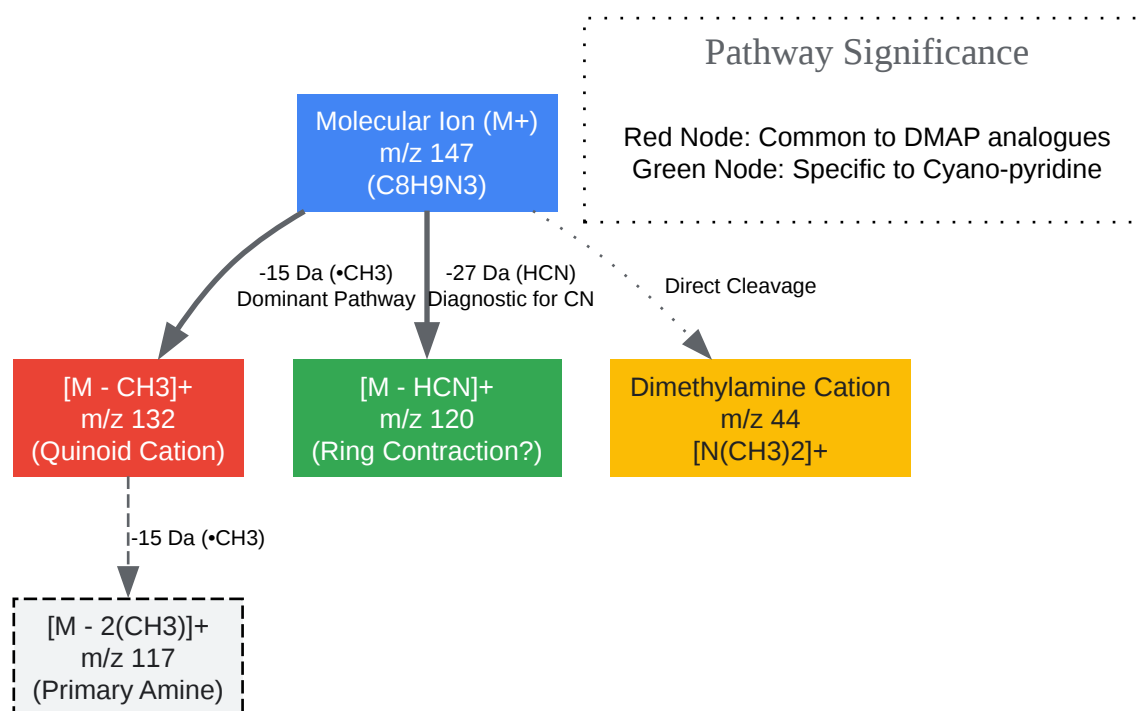 Pathway Significance
Red Node: Common to DMAP analogues
Green Node: Specific to Cyano-pyridine
Molecular Ion (M+)
m/z 147
(C8H9N3)
-15 Da (•CH3)
Dominant Pathway
-27 Da (HCN)
Diagnostic for CN
Direct Cleavage
[M - CH3]+
m/z 132
(Quinoid Cation)
[M - HCN]+
m/z 120
(Ring Contraction?)
Dimethylamine Cation
m/z 44
[N(CH3)2]+
-15 Da (•CH3)
[M - 2(CH3)]+
m/z 117
(Primary Amine)